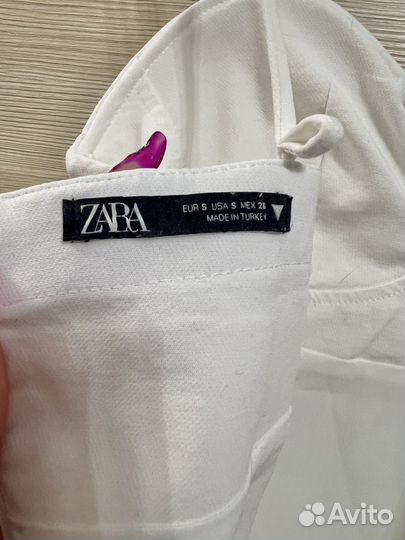 ZARA
EUR S USA S MEX 26
MADE IN TURKEY
Avito